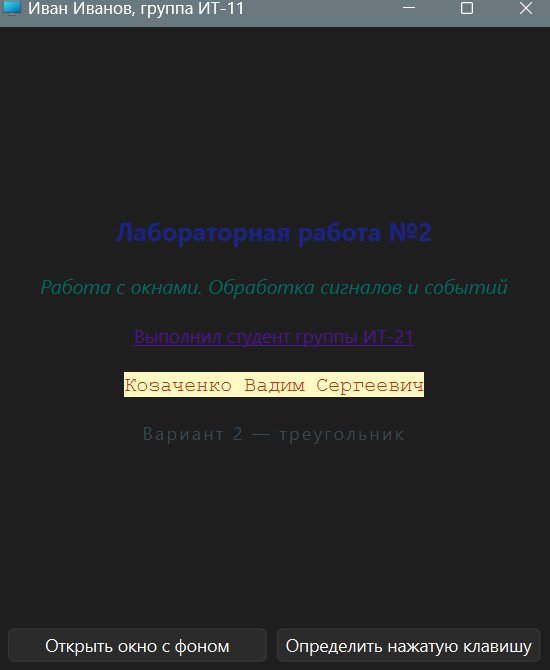 Иван Иванов, группа ИТ-11
Лабораторная работа №2
Работа с окнами. Обработка сигналов и событий
Выполнил студент группы ИТ-21
Козаченко Вадим Сергеевич
Вариант 2 — треугольник
Открыть окно с фоном
Определить нажатую клавишу